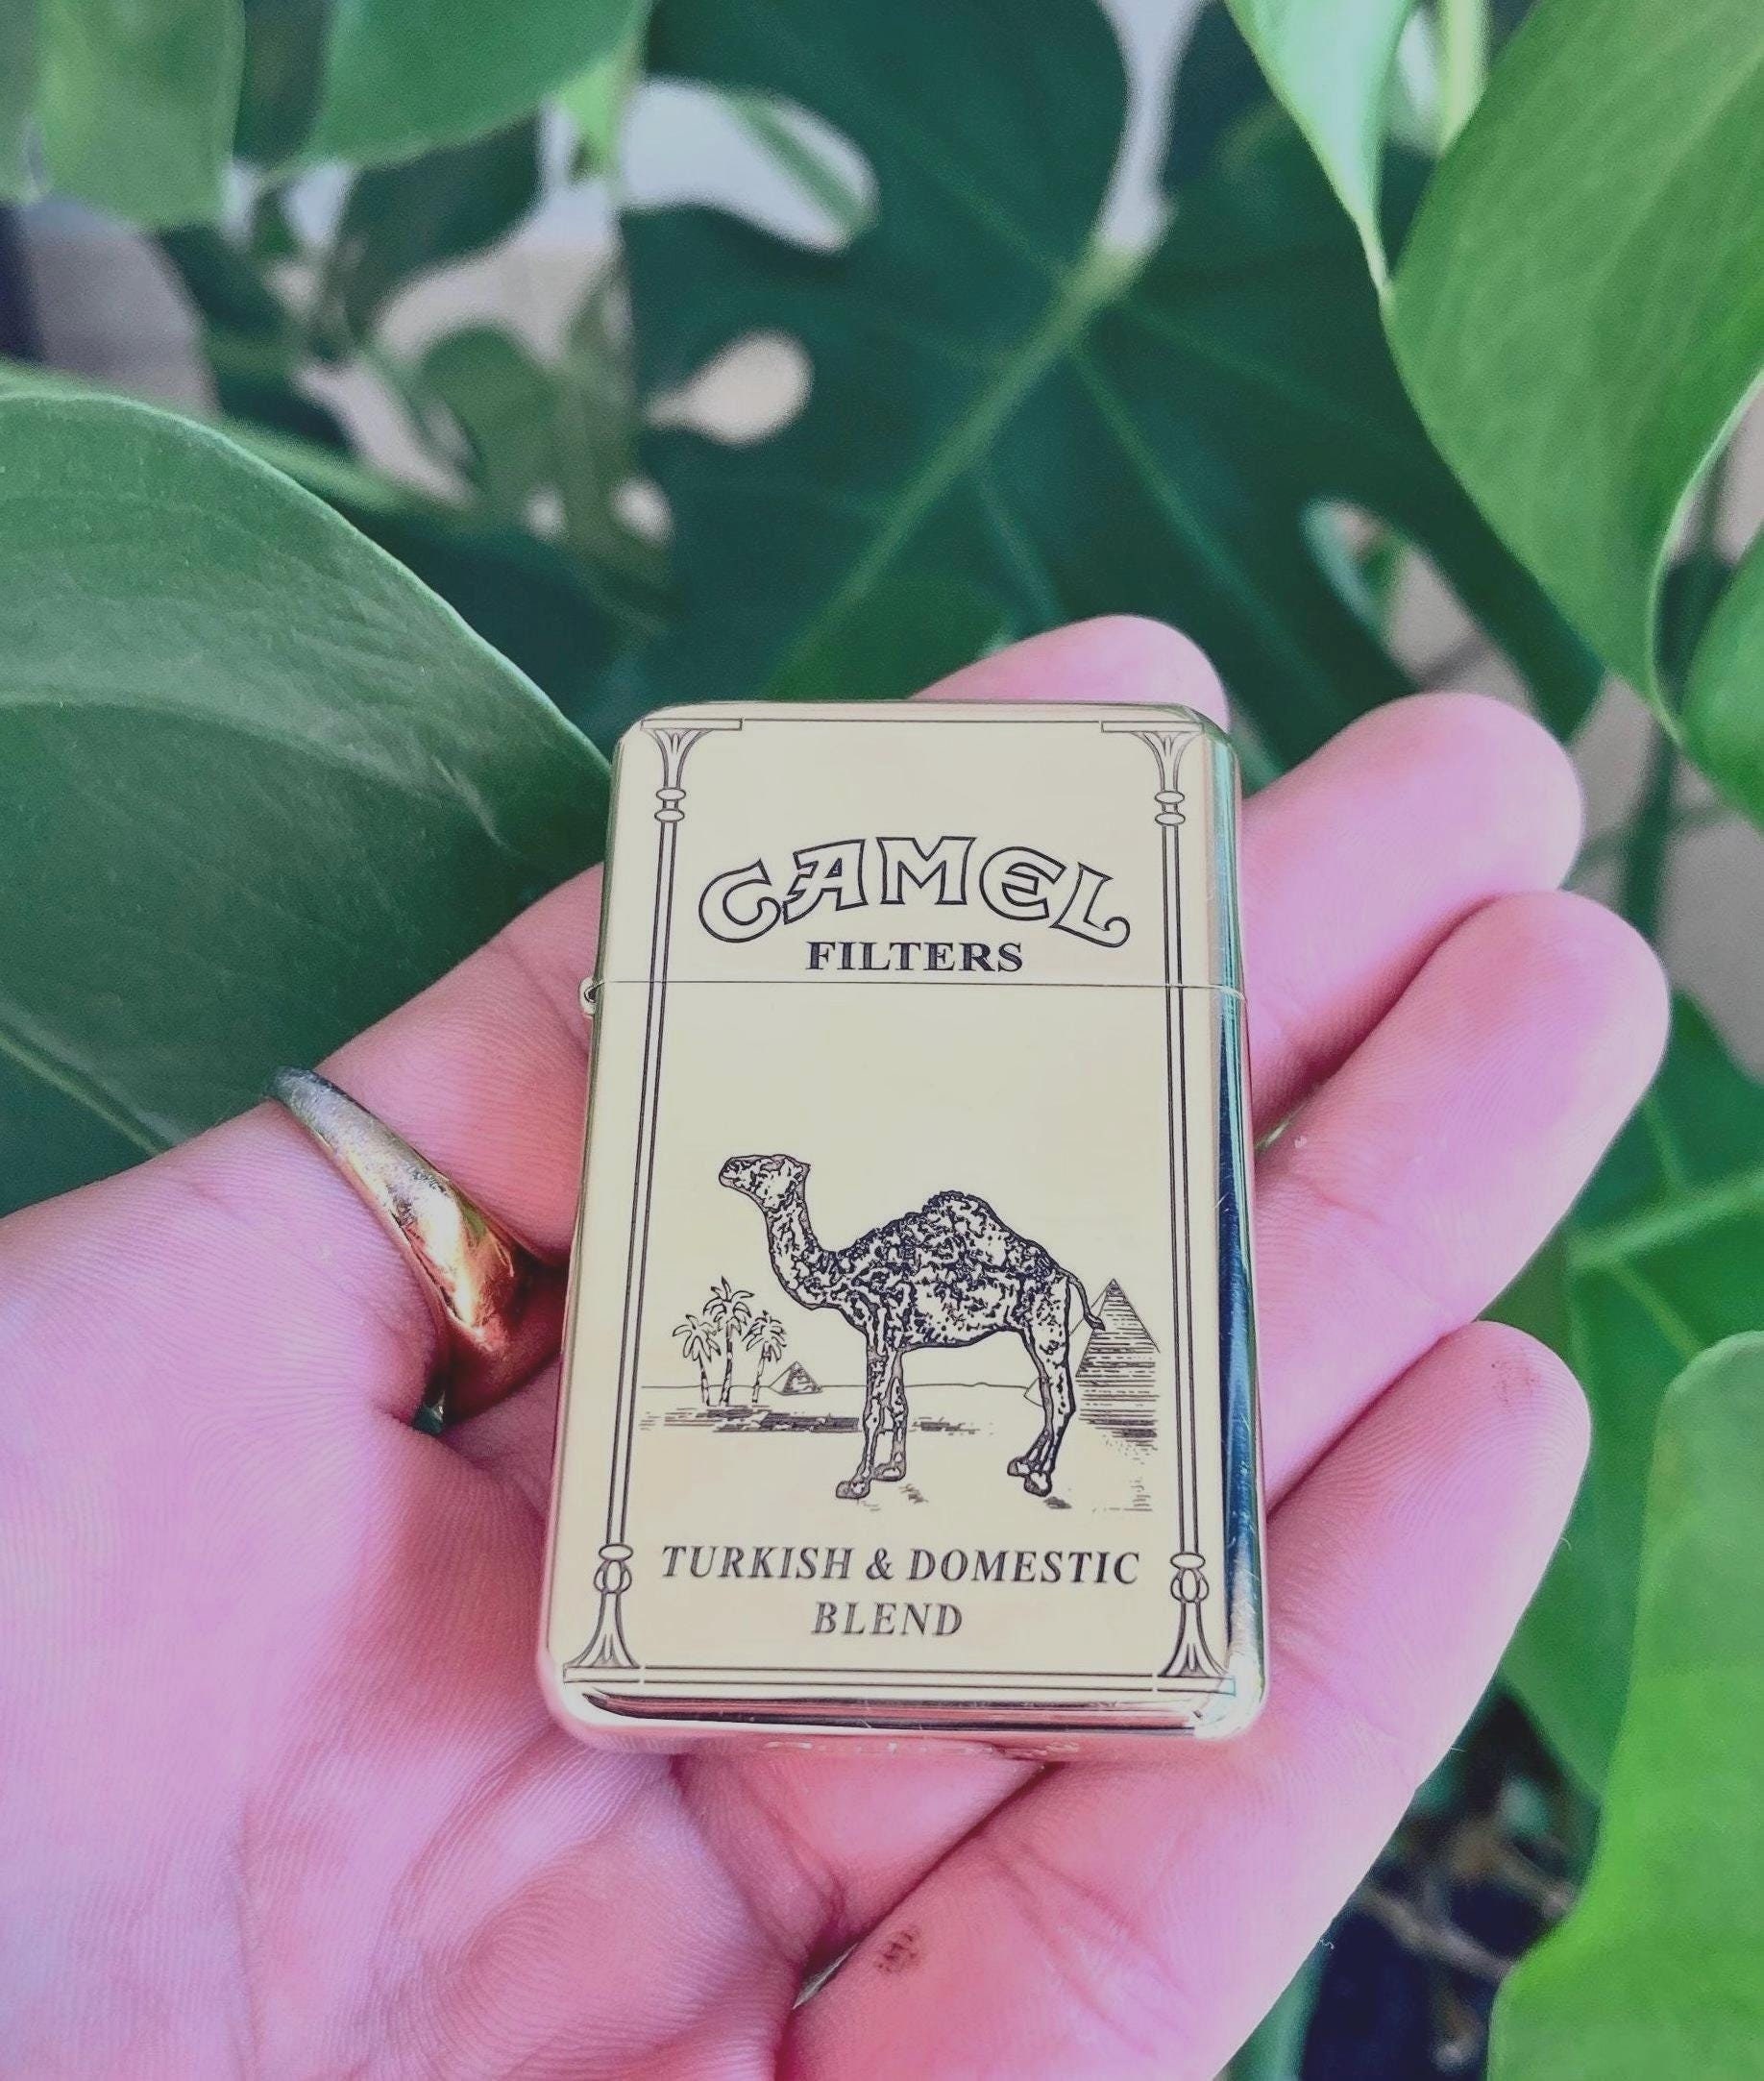 CAMEL
FILTERS
TURKISH & DOMESTIC
BLEND